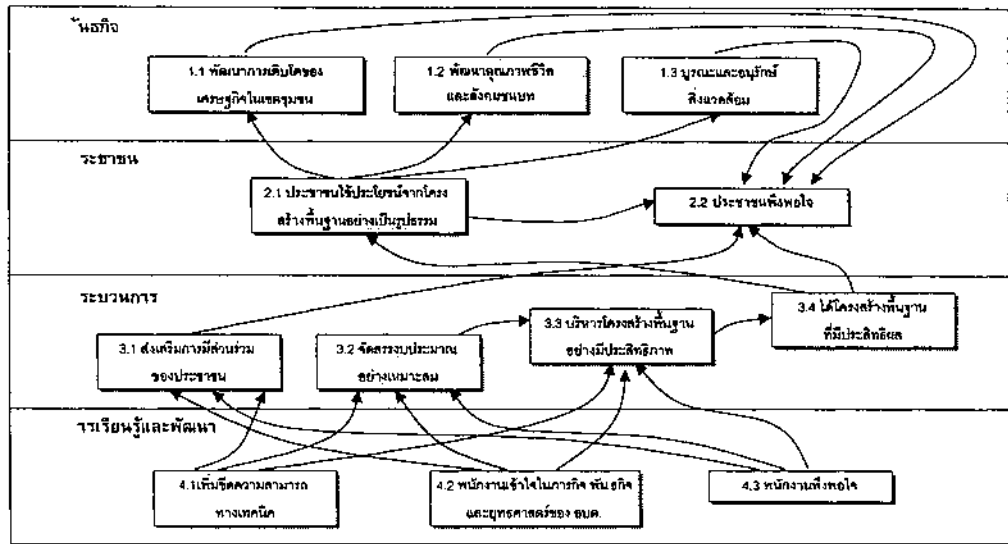 ันธกิจ
1.1 พัฒนาการเติบโตของ
เศรษฐกิจในเขตชุมชน
1.2 พัฒนาคุณภาพชีวิต
และสังคมชนบท
1.3 บูรณะและอนุรักษ์
สิ่งแวดล้อม
ระชาชน
2.1 ประชาชนใช้ประโยชน์จากโครง
สร้างพื้นฐานอย่างเป็นรูปธรรม
2.2 ประชาชนพึงพอใจ
ระบวนการ
3.1 ส่งเสริมการมีส่วนร่วม
ของประชาชน
3.2 จัดสรรงบประมาณ
อย่างเหมาะสม
3.3 บริหารโครงสร้างพื้นฐาน
อย่างมีประสิทธิภาพ
3.4 ได้โครงสร้างพื้นฐาน
ที่มีประสิทธิผล
ารเรียนรู้และพัฒนา
4.1เพิ่มขีดความสามารถ
ทางเทคนิค
4.2 พนักงานเข้าใจในภารกิจ พันธกิจ
และยุทธศาสตร์ของ อบต.
4.3 พนักงานพึงพอใจ